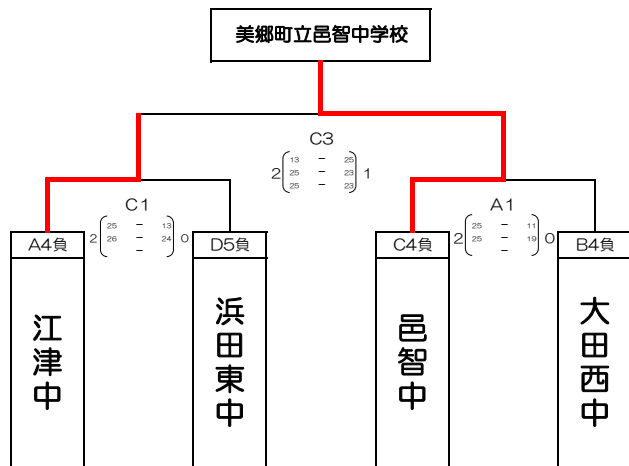 美郷町立邑智中学校
C3
2 13 － 25 1
25 － 23
25 － 23
C1
2 25 － 13 0
26 － 24
－
A1
2 25 － 11 0
25 － 19
－
A4負
D5負
C4負
B4負
江津中
浜田東中
邑智中
大田西中